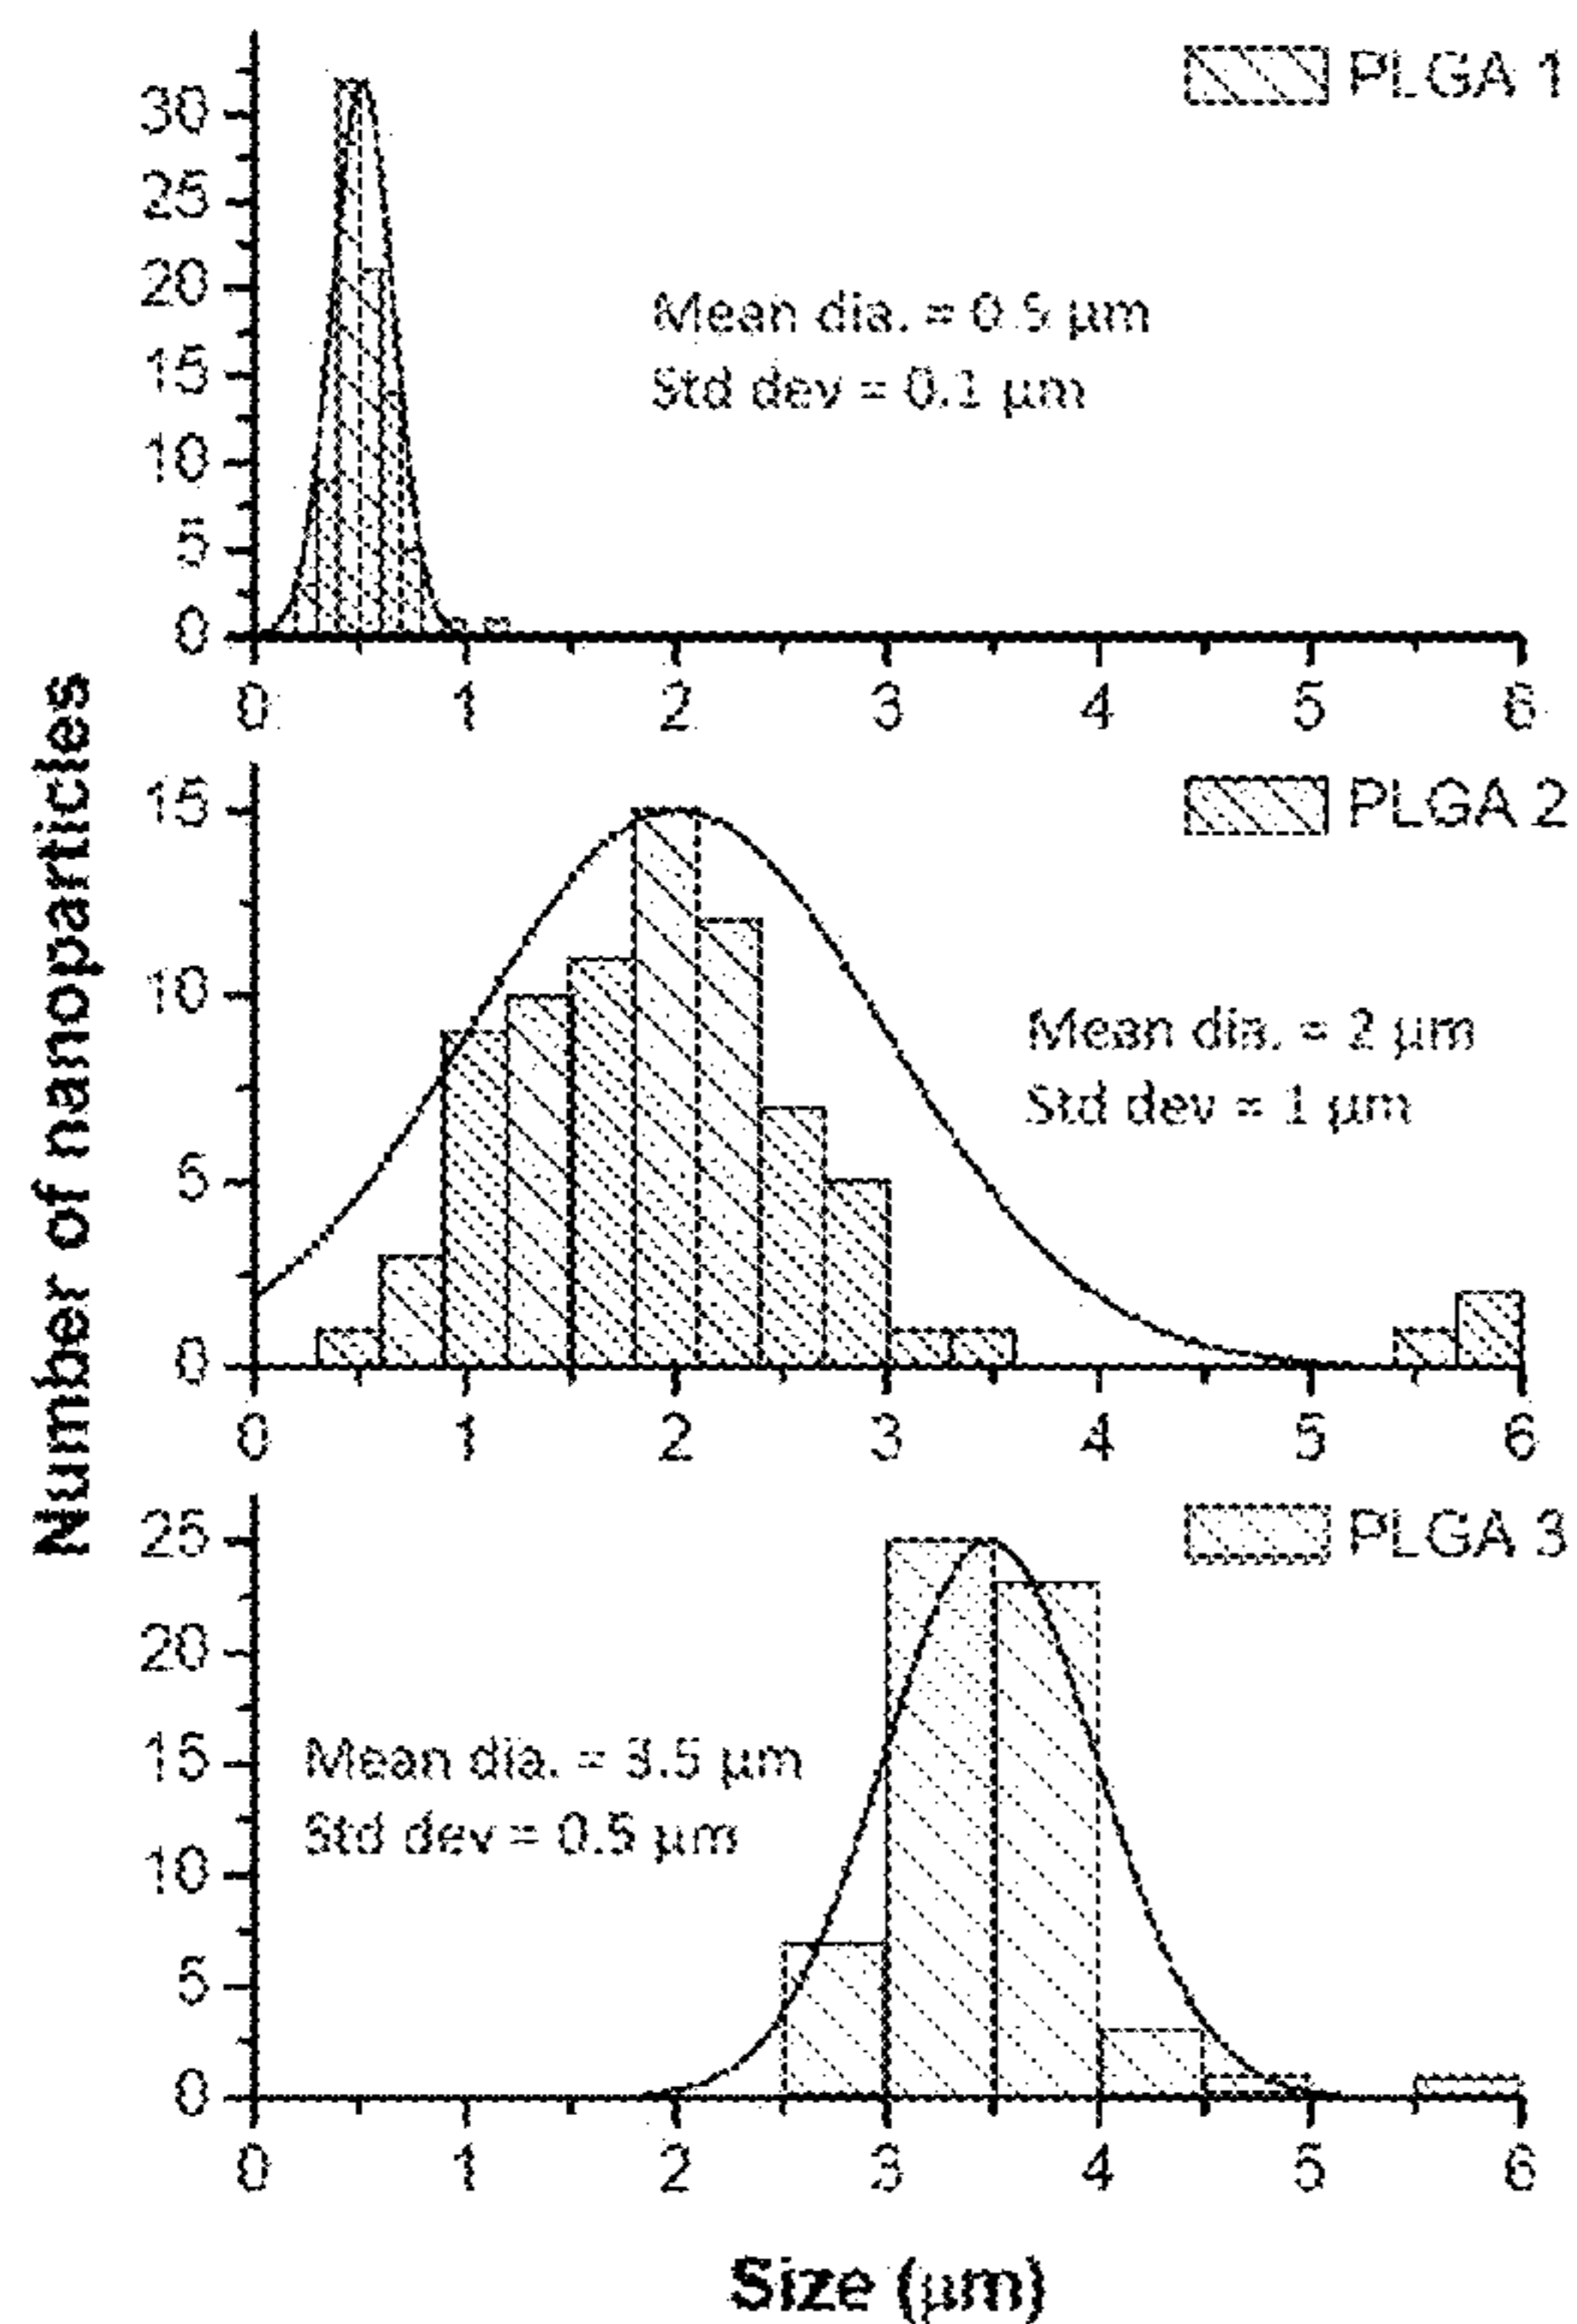 Number of nanoparticles
PLGA 1
30
25
20
15
10
5
0
Mean dia. = 0.5 µm
Std dev = 0.1 µm
0 1 2 3 4 5 6
PLGA 2
15
10
5
0
Mean dia. = 2 µm
Std dev = 1 µm
0 1 2 3 4 5 6
PLGA 3
25
20
15
10
5
0
Mean dia. = 3.5 µm
Std dev = 0.5 µm
0 1 2 3 4 5 6
Size (µm)